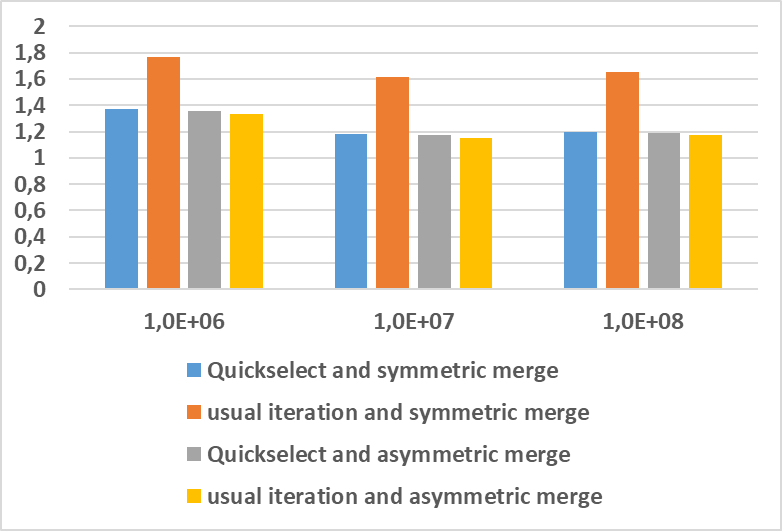 2
1,8
1,6
1,4
1,2
1
0,8
0,6
0,4
0,2
0
1,0E+06 1,0E+07 1,0E+08
Quickselect and symmetric merge
usual iteration and symmetric merge
Quickselect and asymmetric merge
usual iteration and asymmetric merge